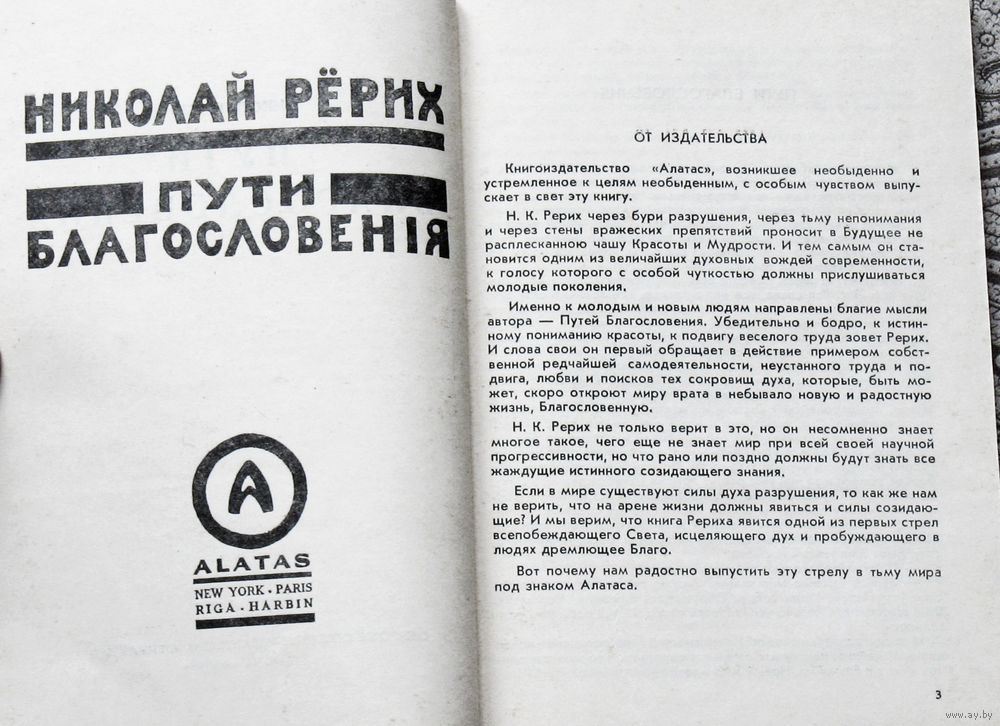 НИКОЛАЙ РЁРИХ
ПУТИ
БЛАГОСЛОВЕНІЯ
A
ALATAS
NEW YORK · PARIS
RIGA · HARBIN
ОТ ИЗДАТЕЛЬСТВА
Книгоиздательство «Алатас», возникшее необыденно и
устремленное к целям необыденным, с особым чувством выпу-
скает в свет эту книгу.
Н. К. Рерих через бури разрушения, через тьму непонимания
и через стены вражеских препятствий проносит в Будущее не
расплесканною чашу Красоты и Мудрости. И тем самым он ста-
новится одним из величайших духовных вождей современности,
к голосу которого с особой чуткостью должны прислушиваться
молодые поколения.
Именно к молодым и новым людям направлены благие мысли
автора — Путей Благословения. Убедительно и бодро, к истин-
ному пониманию красоты, к подвигу веселого труда зовет Рерих.
И слова свои он первый обращает в действие примером собст-
венной редчайшей самодеятельности, неустанного труда и по-
двига, любви и поисков тех сокровищ духа, которые, быть мо-
жет, скоро откроют миру врата в небывало новую и радостную
жизнь, Благословенную.
Н. К. Рерих не только верит в это, но он несомненно знает
многое такое, чего еще не знает мир при всей своей научной
прогрессивности, но что рано или поздно должны будут знать все
жаждущие истинного созидающего знания.
Если в мире существуют силы духа разрушения, то как же нам
не верить, что на арене жизни должны явиться и силы созидаю-
щие? И мы верим, что книга Рериха явится одной из первых стрел
всепобеждающего Света, исцеляющего дух и пробуждающего в
людях дремлющее Благо.
Вот почему нам радостно выпустить эту стрелу в тьму мира
под знаком Алатаса.
3
www.ay.by